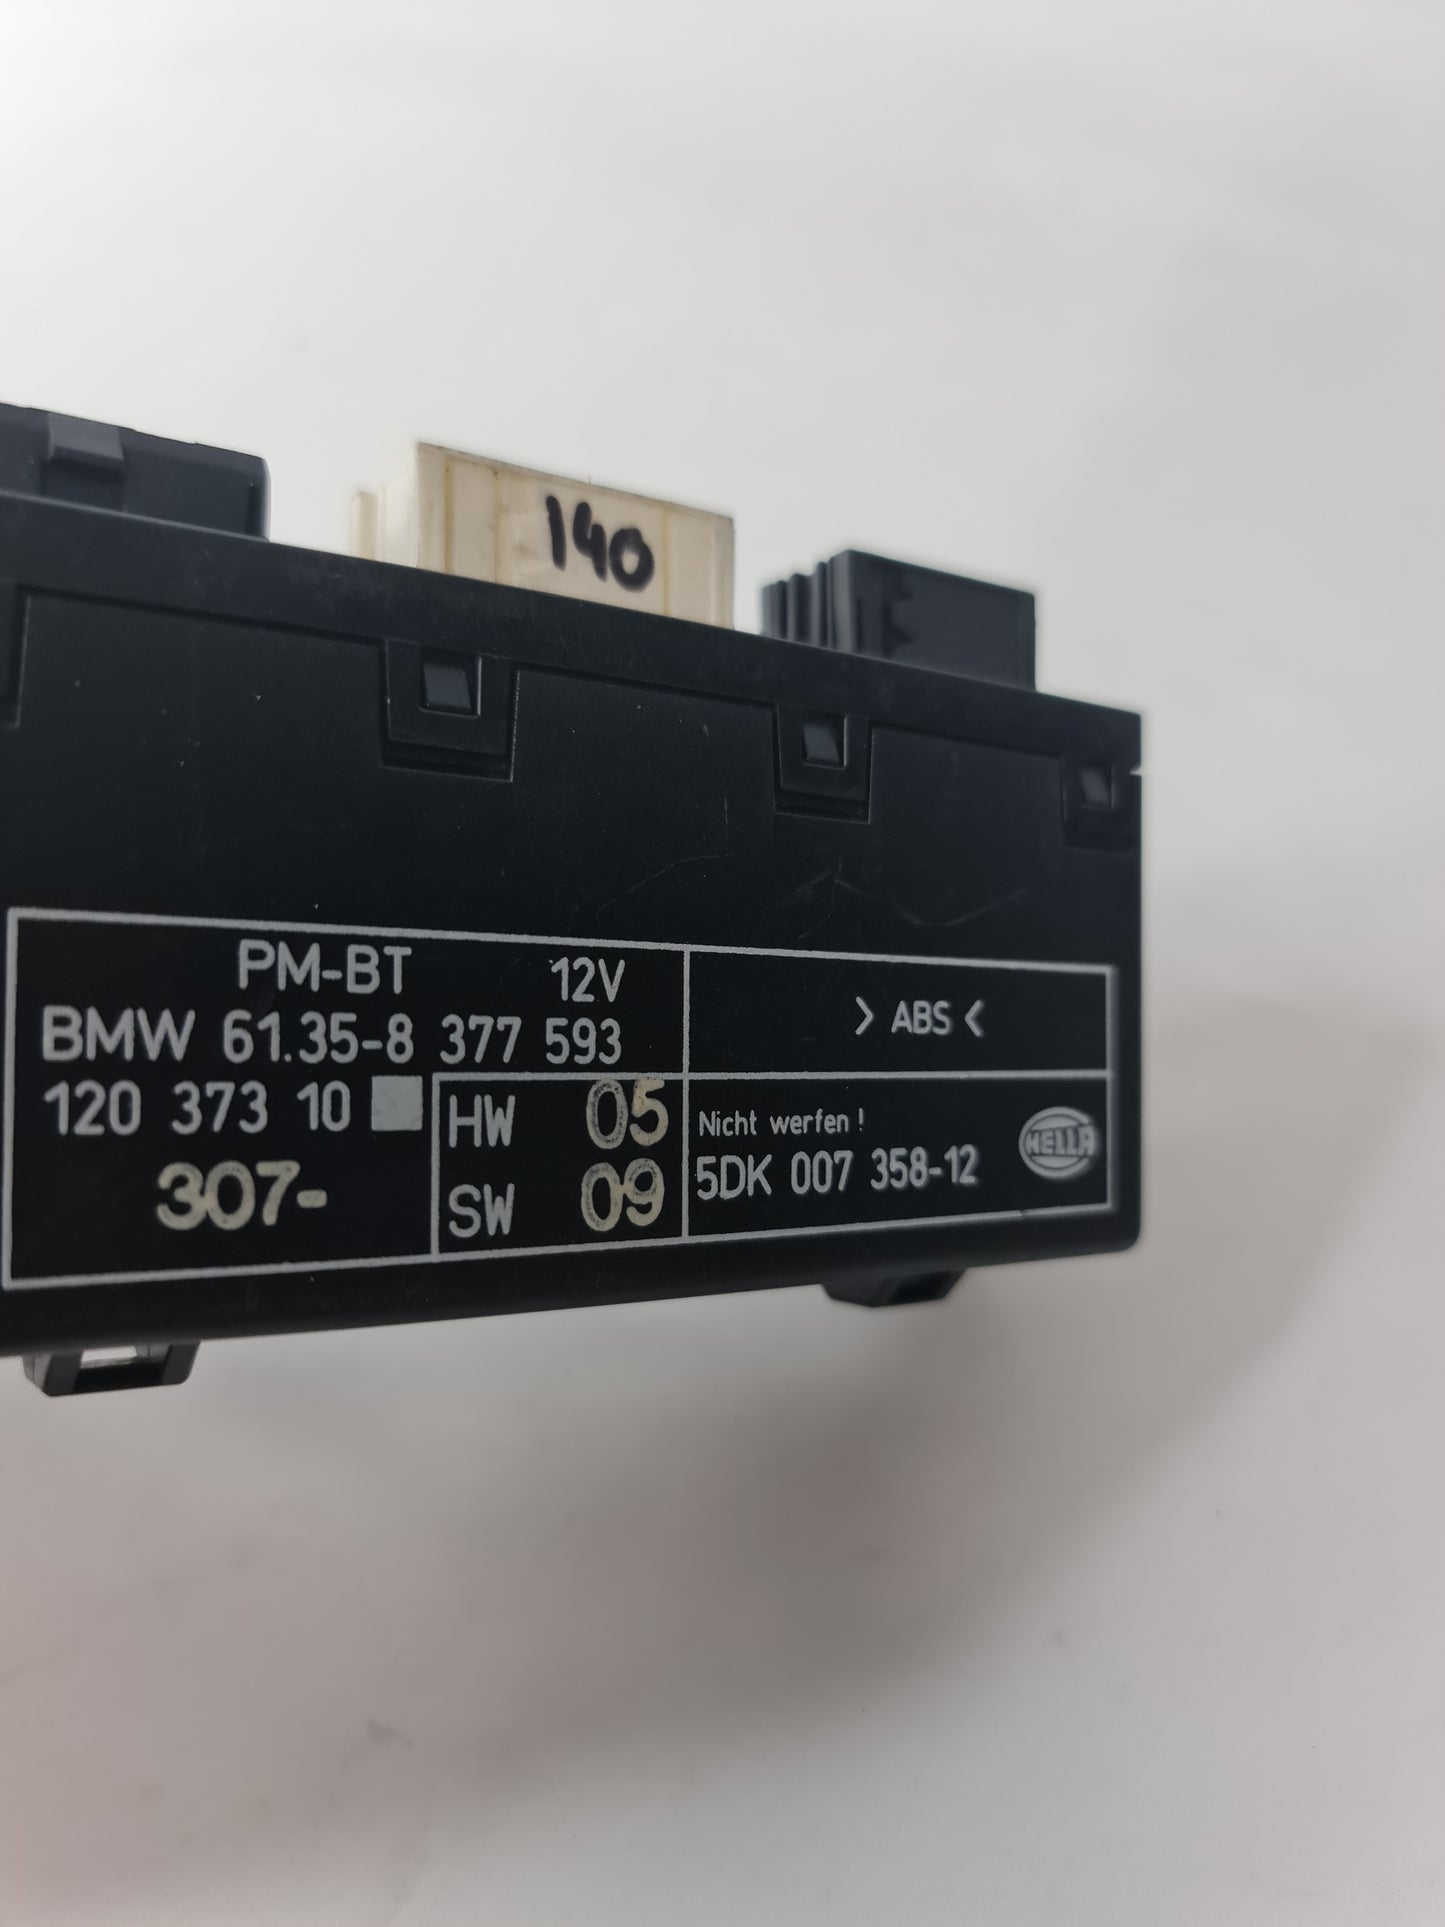 140
PM-BT 12V
BMW 61.35-8 377 593
120 373 10
307-
HW 05
SW 09
> ABS <
Nicht werfen !
5DK 007 358-12
HELLA